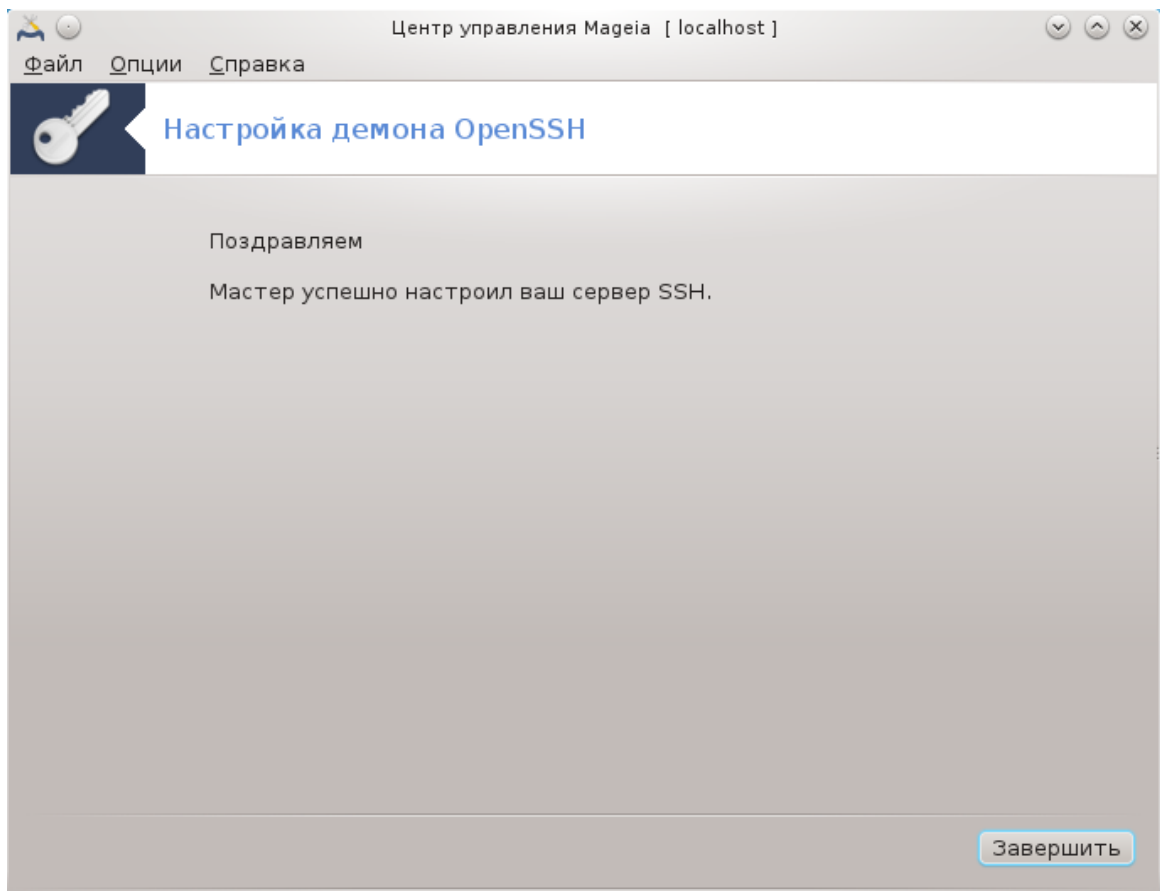 Центр управления Mageia [ localhost ]
Файл Опции Справка
Настройка демона OpenSSH
Поздравляем
Мастер успешно настроил ваш сервер SSH.
Завершить